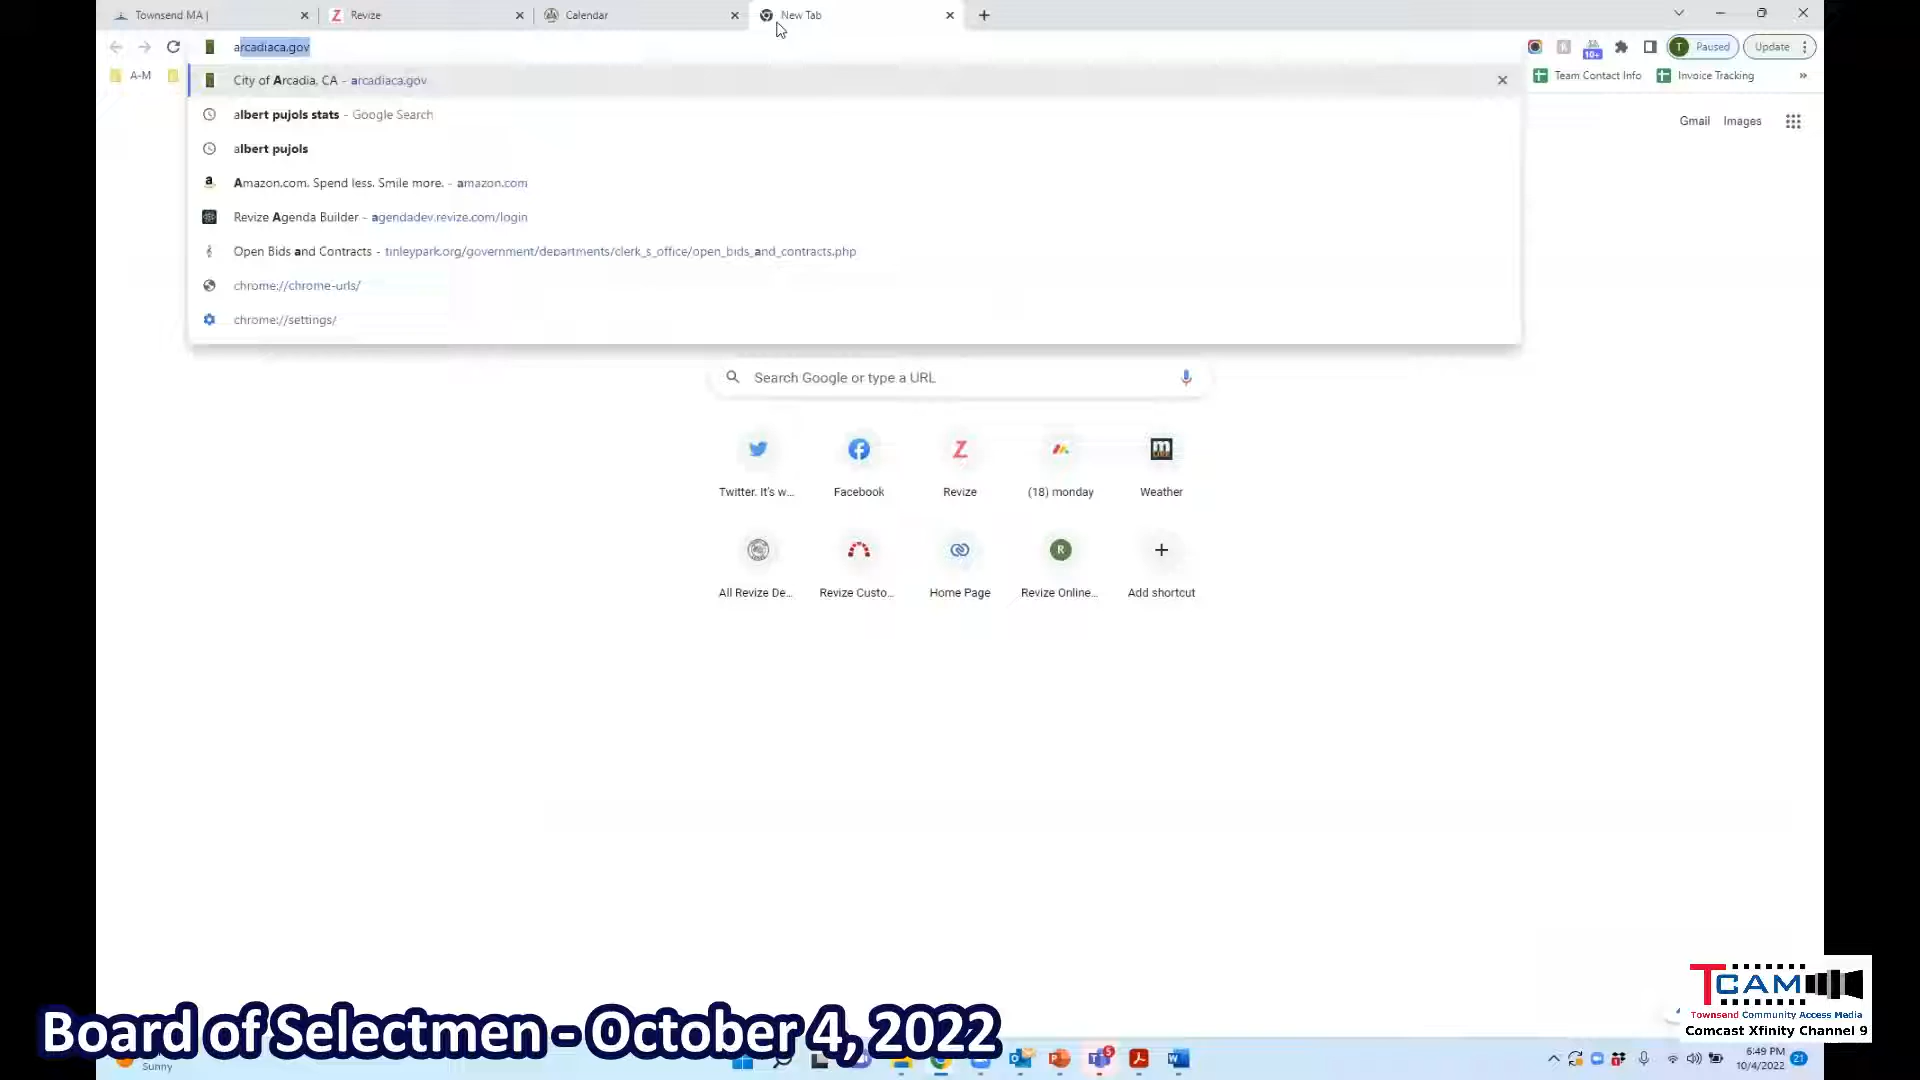 Townsend MA |
Revize
Calendar
New Tab
arcadiaca.gov
Paused
Update
10+
T
A-M
Team Contact Info
Invoice Tracking
»
City of Arcadia, CA - arcadiaca.gov
albert pujols stats - Google Search
albert pujols
Amazon.com. Spend less. Smile more. - amazon.com
Revize Agenda Builder - agendadev.revize.com/login
Open Bids and Contracts - tinleypark.org/government/departments/clerk_s_office/open_bids_and_contracts.php
chrome://chrome-urls/
chrome://settings/
Gmail Images
Search Google or type a URL
Twitter. It's w...
Facebook
Revize
(18) monday
Weather
R
All Revize De...
Revize Custo...
Home Page
Revize Online...
Add shortcut
TCAM
Townsend Community Access Media
Comcast Xfinity Channel 9
Board of Selectmen - October 4, 2022
Sunny
5
6:49 PM
10/4/2022
21